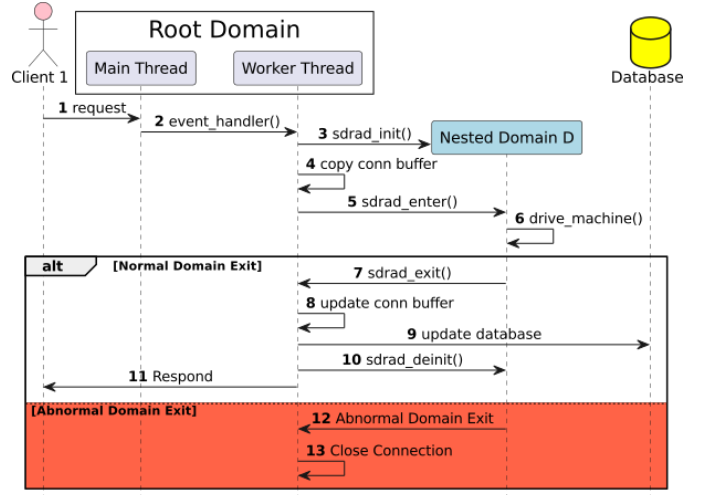 Root Domain
Client 1
Main Thread
Worker Thread
Database
1 request
2 event_handler()
3 sdrad_init()
Nested Domain D
4 copy conn buffer
5 sdrad_enter()
6 drive_machine()
alt
[Normal Domain Exit]
7 sdrad_exit()
8 update conn buffer
9 update database
10 sdrad_deinit()
11 Respond
[Abnormal Domain Exit]
12 Abnormal Domain Exit
13 Close Connection